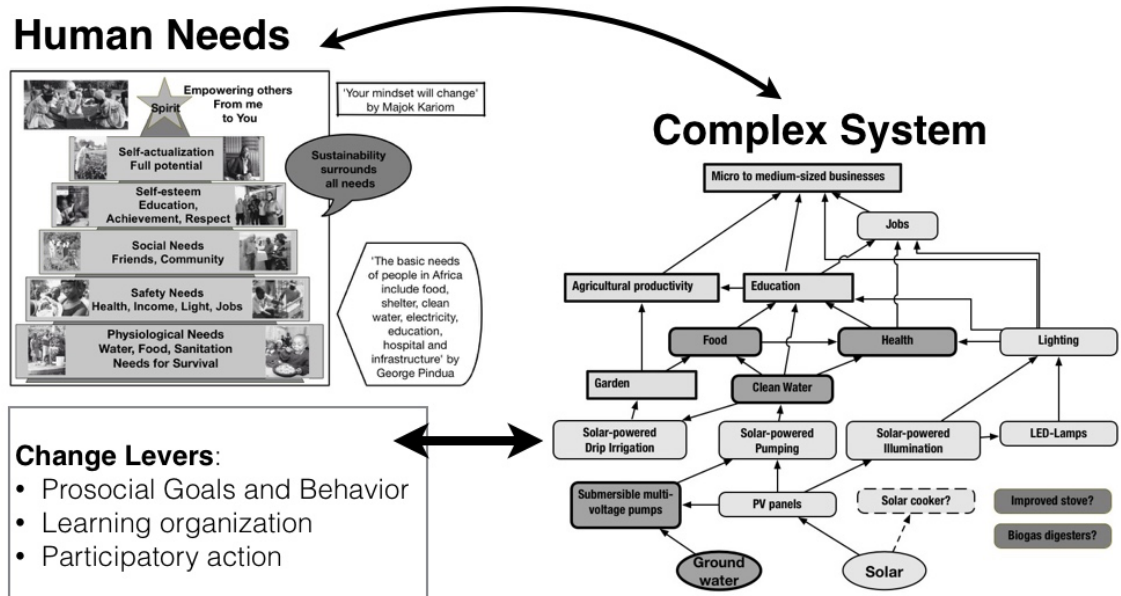 Human Needs
Spirit
Empowering others
From me
to You
'Your mindset will change'
by Majok Kariom
Self-actualization
Full potential
Sustainability
surrounds
all needs
Self-esteem
Education,
Achievement, Respect
Social Needs
Friends, Community
Safety Needs
Health, Income, Light, Jobs
Physiological Needs
Water, Food, Sanitation
Needs for Survival
'The basic needs
of people in Africa
include food,
shelter, clean
water, electricity,
education,
hospital and
infrastructure' by
George Pindua
Change Levers:
• Prosocial Goals and Behavior
• Learning organization
• Participatory action
Complex System
Micro to medium-sized businesses
Jobs
Agricultural productivity
Education
Food
Health
Lighting
Garden
Clean Water
Solar-powered
Drip Irrigation
Solar-powered
Pumping
Solar-powered
Illumination
LED-Lamps
Submersible multi-
voltage pumps
PV panels
Solar cooker?
Improved stove?
Biogas digesters?
Ground
water
Solar